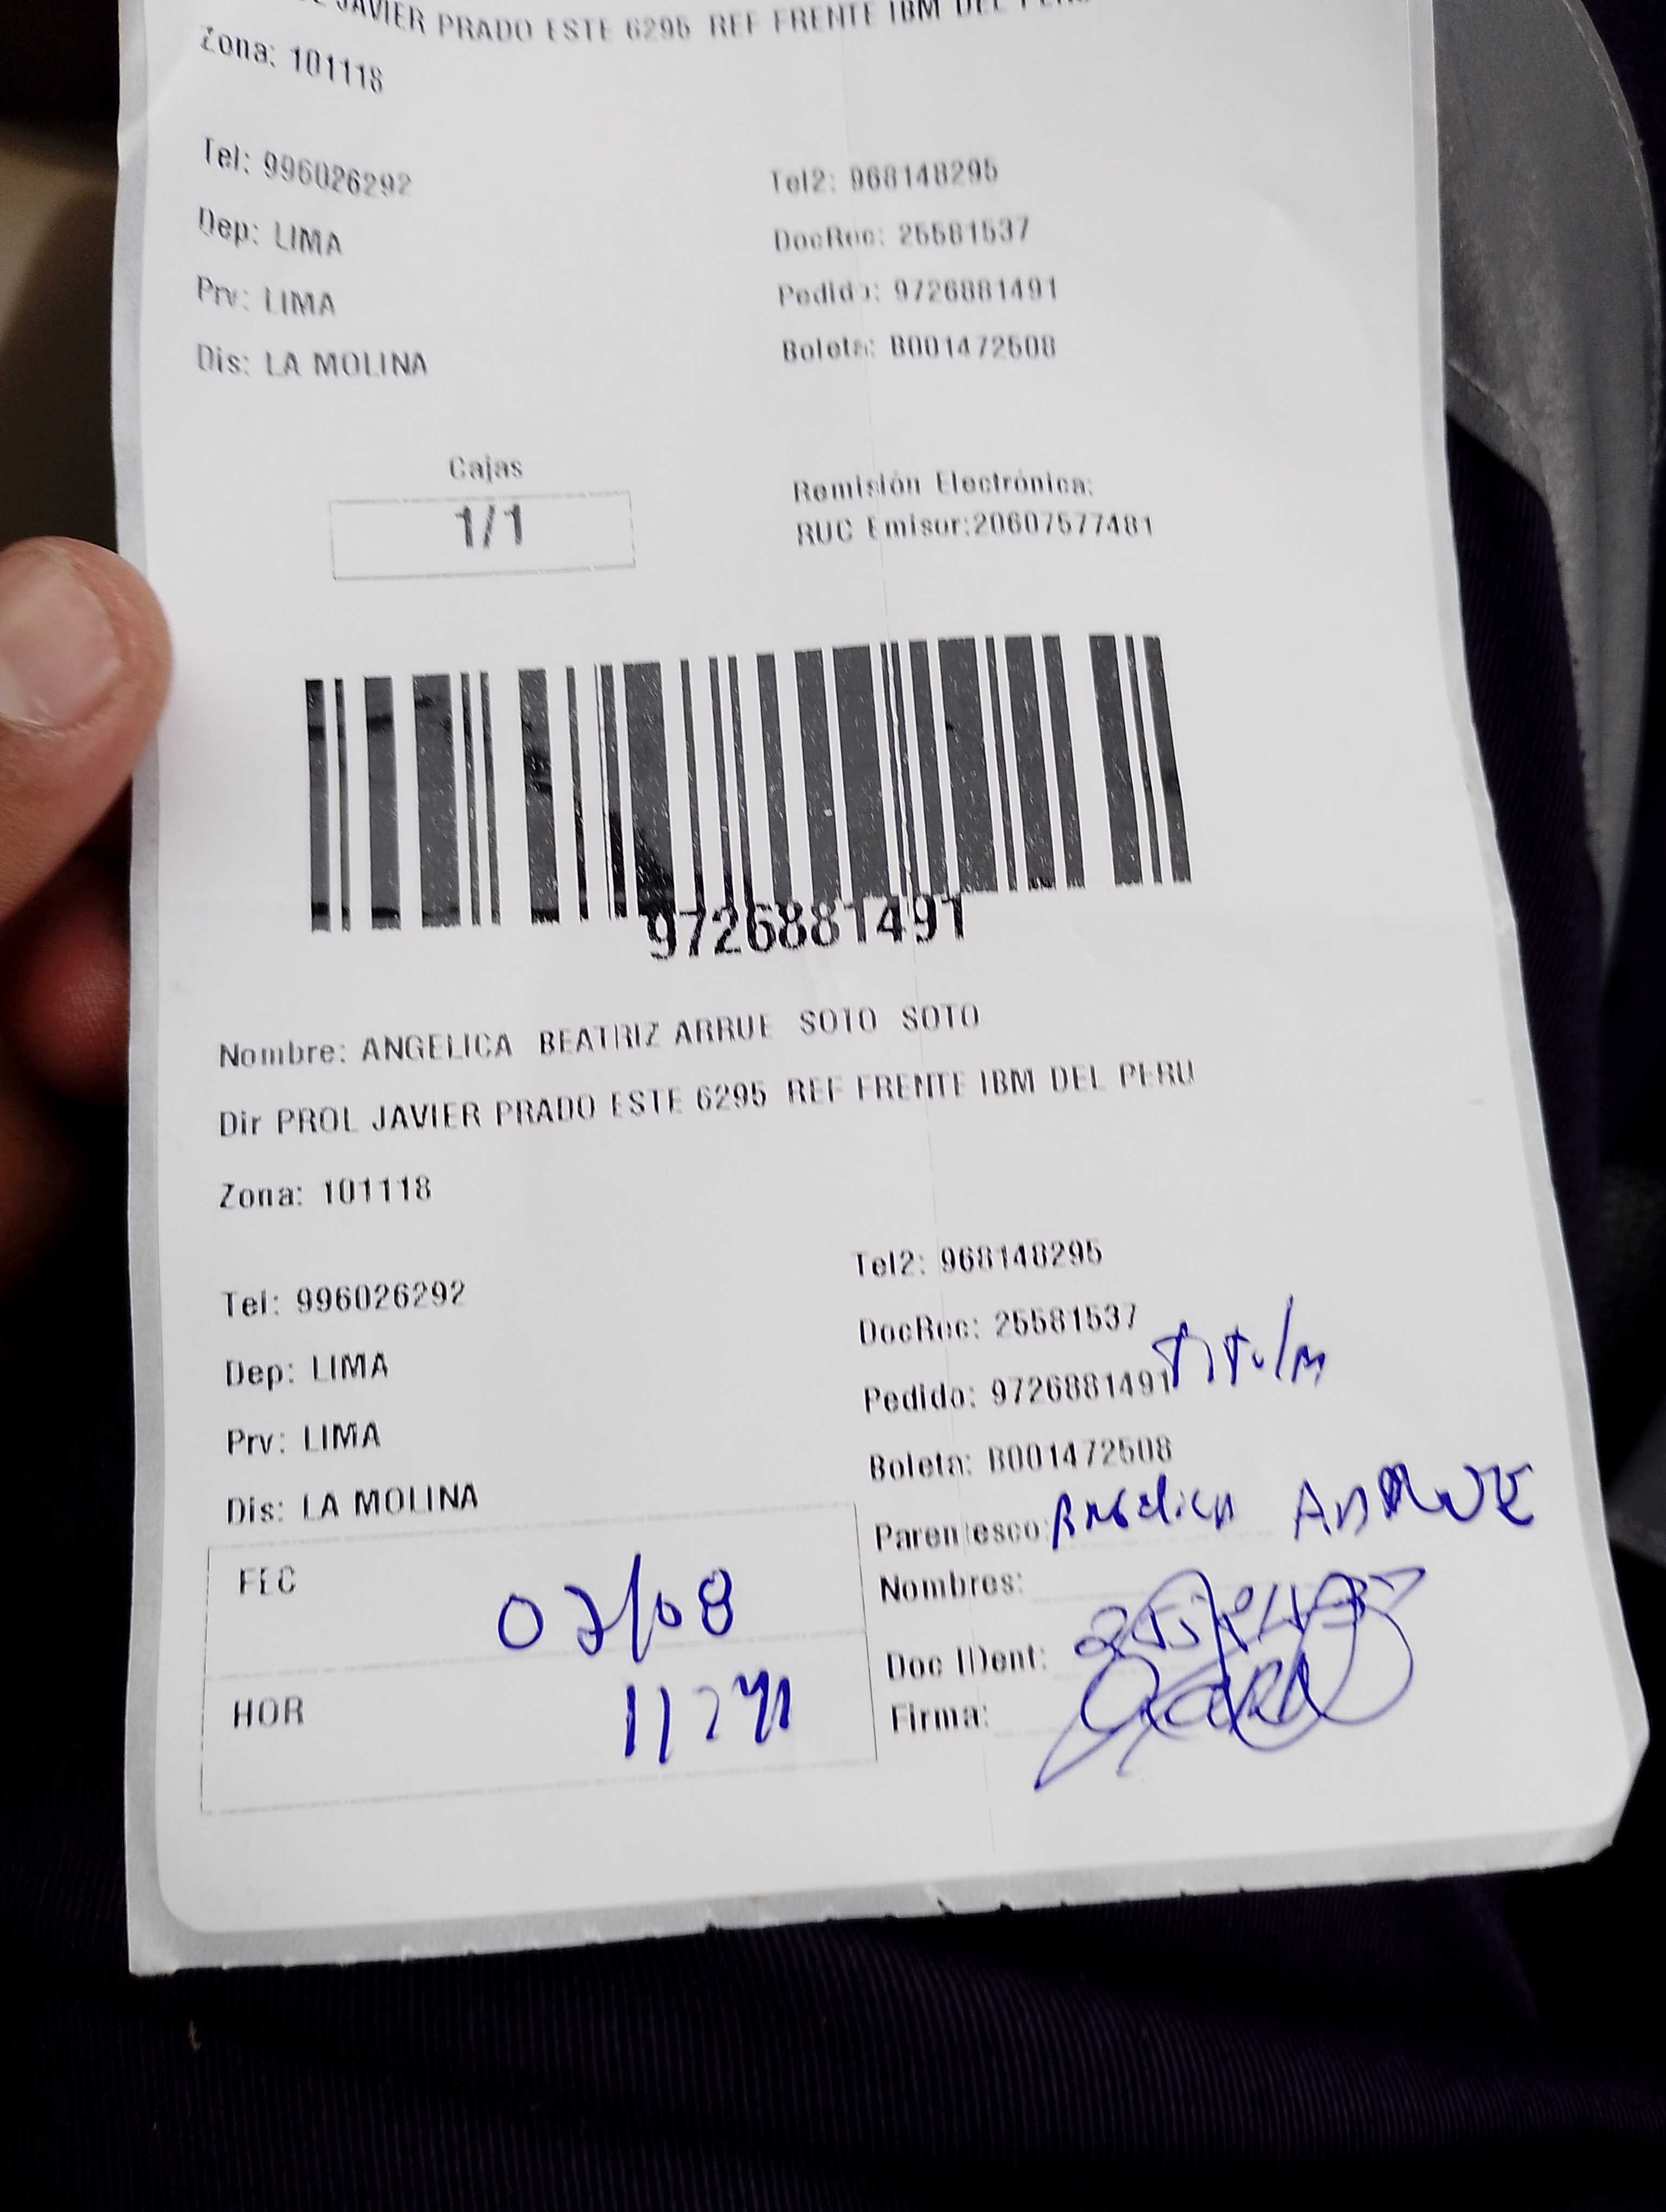 JAVIER PRADO ESTE 6295 REF FRENTE IBM DEL
Zona: 101118
Tel: 996026292
Tel2: 968148295
Dep: LIMA
DocRec: 25581537
Prv: LIMA
Pedido: 9726881491
Dis: LA MOLINA
Boleta: B001472508
Cajas
1/1
Remisión Electrónica:
RUC Emisor:20607577481
9726881491
Nombre: ANGELICA BEATRIZ ARRUE SOTO SOTO
Dir PROL JAVIER PRADO ESTE 6295 REF FRENTE IBM DEL PERU
Zona: 101118
Tel: 996026292
Tel2: 968148295
Dep: LIMA
DocRec: 25581537
Prv: LIMA
Pedido: 9726881491
Dis: LA MOLINA
Boleta: B001472508
Parentesco:
FEC
Nombres:
Doc IDent:
HOR
Firma: